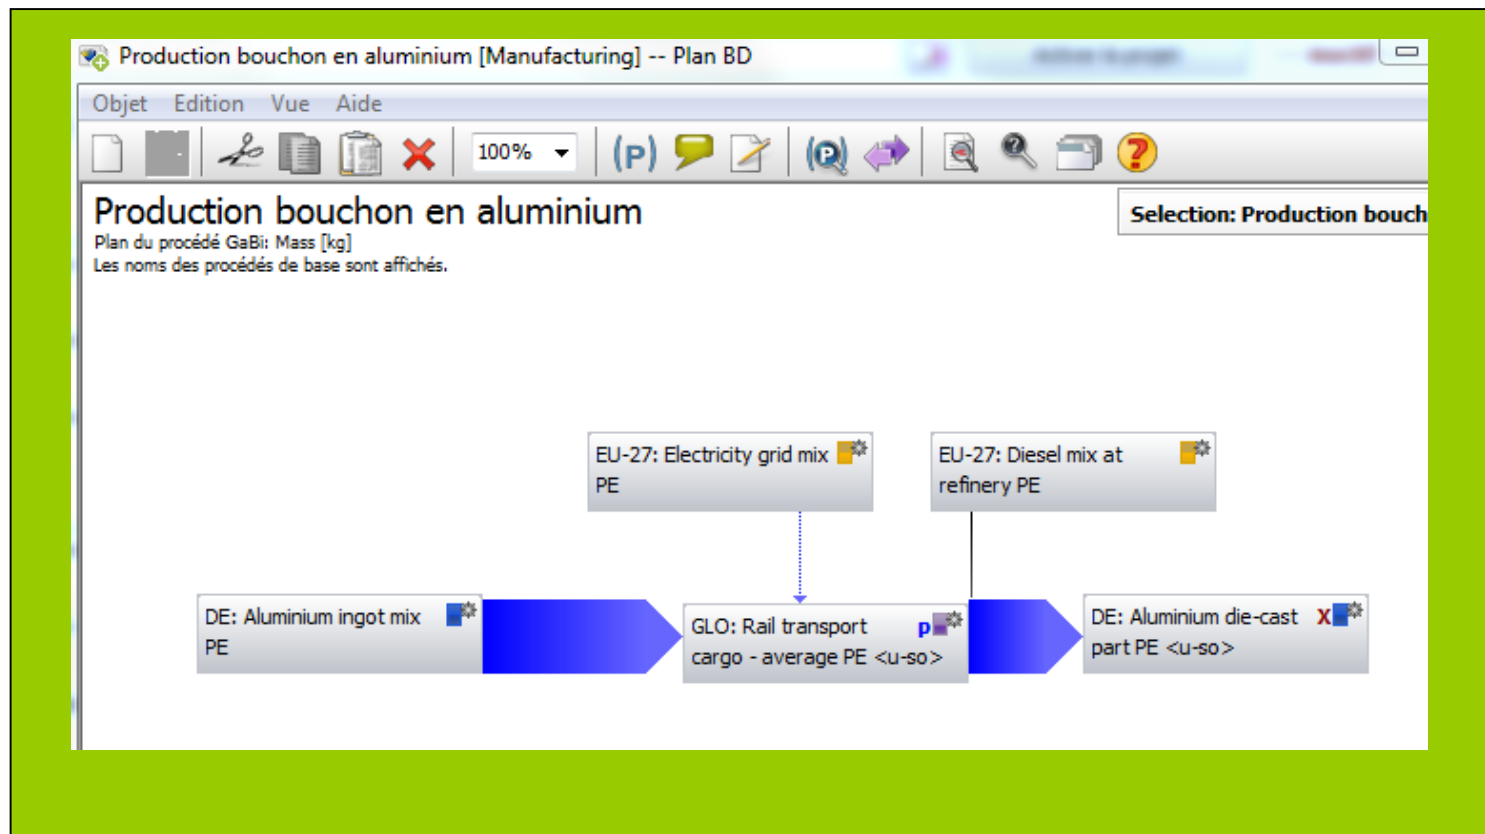 Production bouchon en aluminium [Manufacturing] -- Plan BD
Objet Edition Vue Aide
100%
(P)
(P)
Production bouchon en aluminium
Selection: Production bouch
Plan du procédé GaBi: Mass [kg]
Les noms des procédés de base sont affichés.
EU-27: Electricity grid mix
PE
EU-27: Diesel mix at
refinery PE
DE: Aluminium ingot mix
PE
GLO: Rail transport p
cargo - average PE <u-so>
DE: Aluminium die-cast X
part PE <u-so>